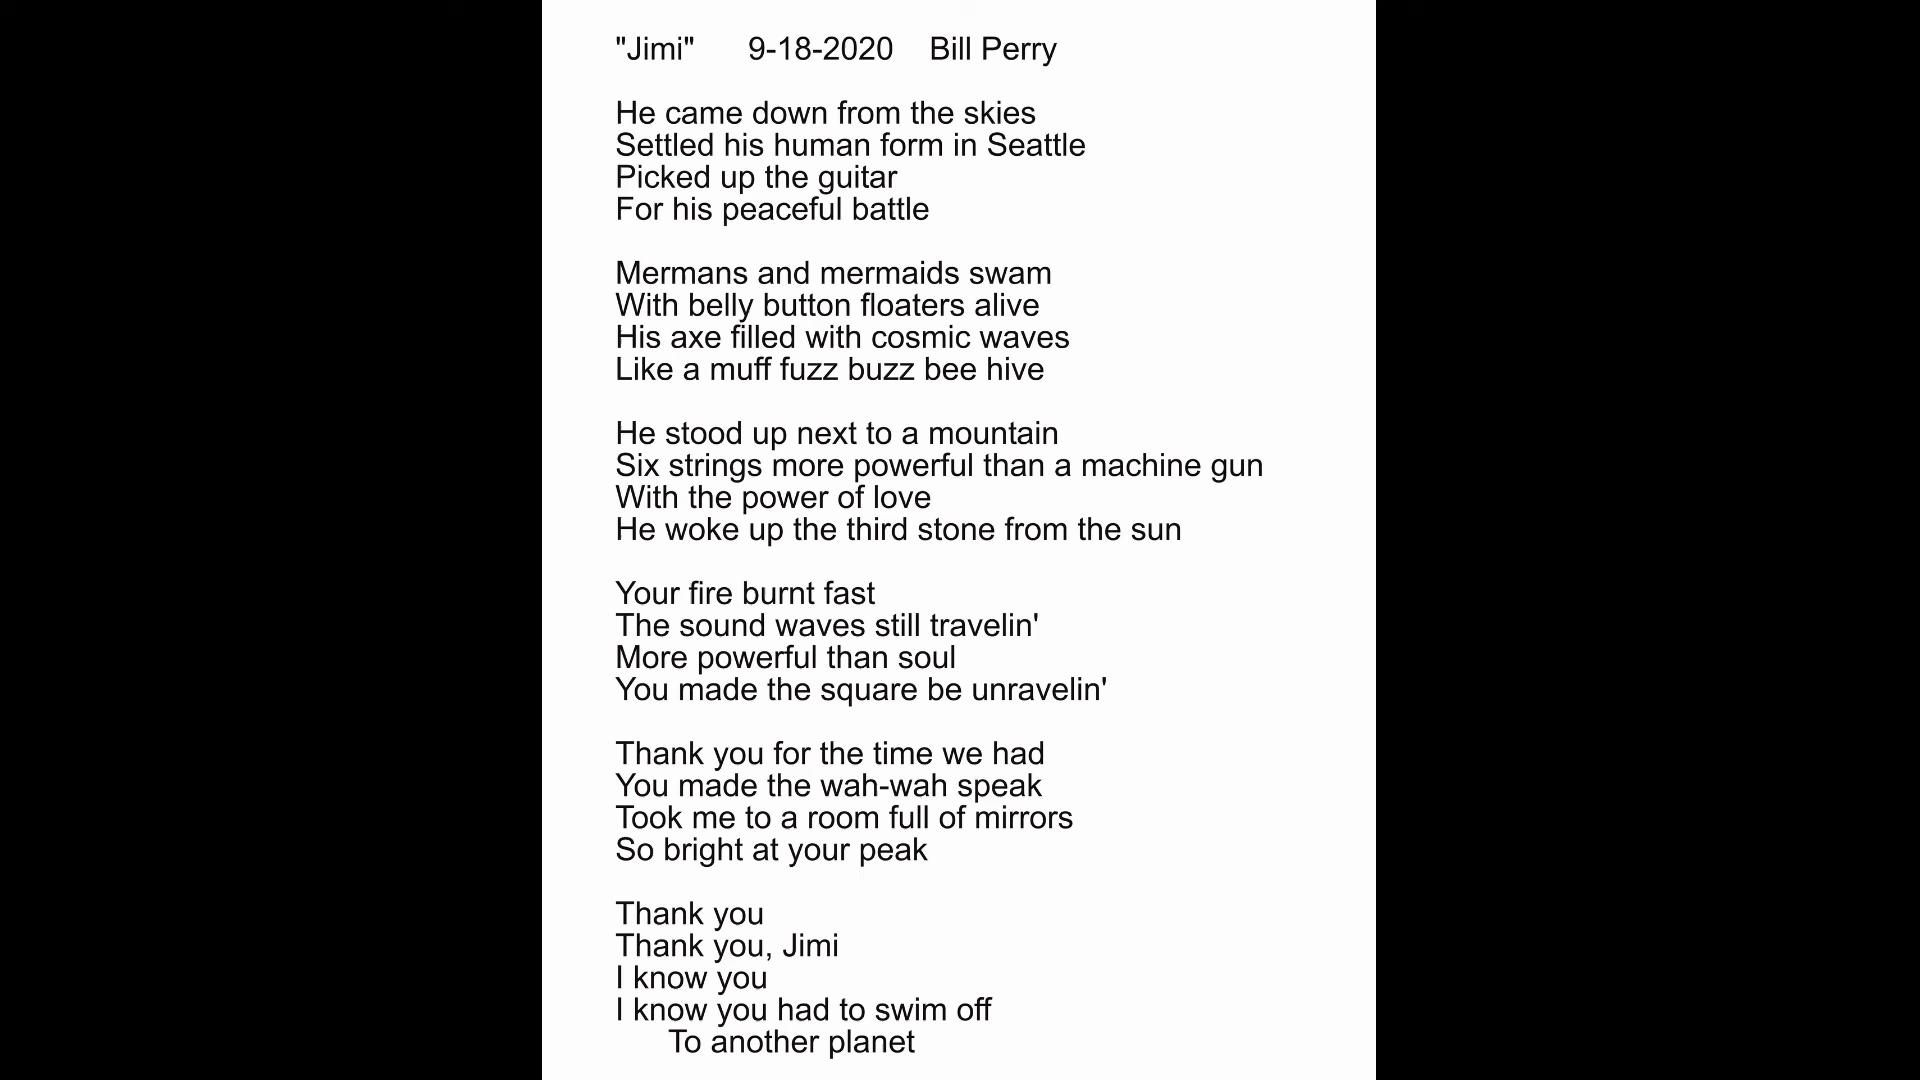 "Jimi" 9-18-2020 Bill Perry
He came down from the skies
Settled his human form in Seattle
Picked up the guitar
For his peaceful battle
Mermans and mermaids swam
With belly button floaters alive
His axe filled with cosmic waves
Like a muff fuzz buzz bee hive
He stood up next to a mountain
Six strings more powerful than a machine gun
With the power of love
He woke up the third stone from the sun
Your fire burnt fast
The sound waves still travelin'
More powerful than soul
You made the square be unravelin'
Thank you for the time we had
You made the wah-wah speak
Took me to a room full of mirrors
So bright at your peak
Thank you
Thank you, Jimi
I know you
I know you had to swim off
To another planet